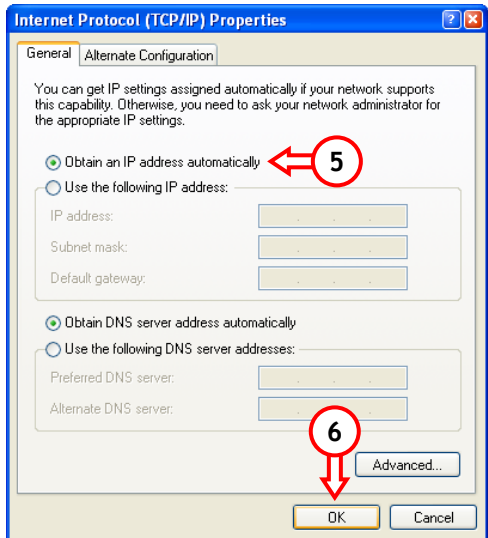 Internet Protocol (TCP/IP) Properties
General
Alternate Configuration
You can get IP settings assigned automatically if your network supports
this capability. Otherwise, you need to ask your network administrator for
the appropriate IP settings.
Obtain an IP address automatically
5
Use the following IP address:
IP address:
Subnet mask:
Default gateway:
Obtain DNS server address automatically
Use the following DNS server addresses:
Preferred DNS server:
Alternate DNS server:
6
Advanced...
OK
Cancel